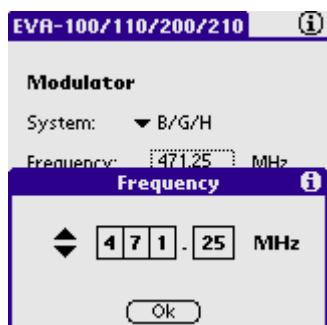 EVA-100/110/200/210
Modulator
System: B/G/H
Frequency: 471.25 MHz
Frequency
4 7 1 . 25 MHz
Ok